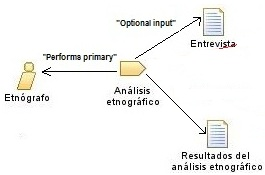 "Optional input"
Entrevista
"Performs primary"
Etnógrafo
Análisis
etnográfico
Resultados del
análisis etnográfico